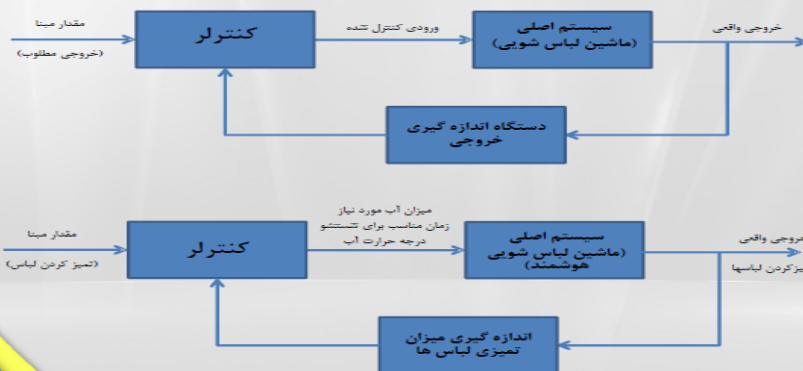 مقدار مبنا
(خروجی مطلوب)
کنترلر
ورودی کنترل شده
سیستم اصلی
(ماشین لباس شویی)
خروجی واقعی
دستگاه اندازه گیری
خروجی
مقدار مبنا
(تمیز کردن لباس)
کنترلر
میزان آب مورد نیاز
زمان مناسب برای شستشو
درجه حرارت آب
سیستم اصلی
(ماشین لباس شویی
هوشمند)
خروجی واقعی
یزکردن لباسها
اندازه گیری میزان
تمیزی لباس ها